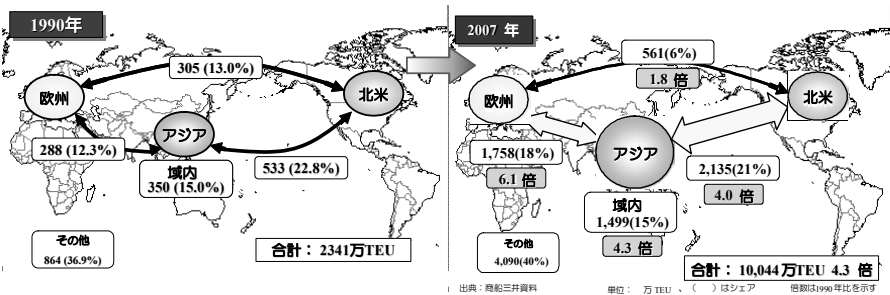 1990年
305 (13.0%)
欧州
北米
アジア
288 (12.3%)
域内
350 (15.0%)
533 (22.8%)
その他
864 (36.9%)
合計： 2341万TEU
2007 年
561(6%)
1.8 倍
欧州
北米
アジア
1,758(18%)
6.1 倍
2,135(21%)
4.0 倍
域内
1,499(15%)
4.3 倍
その他
4,090(40%)
合計： 10,044万TEU 4.3 倍
出典：商船三井資料
単位： 万 TEU 、（ ）はシェア 倍数は1990年比を示す